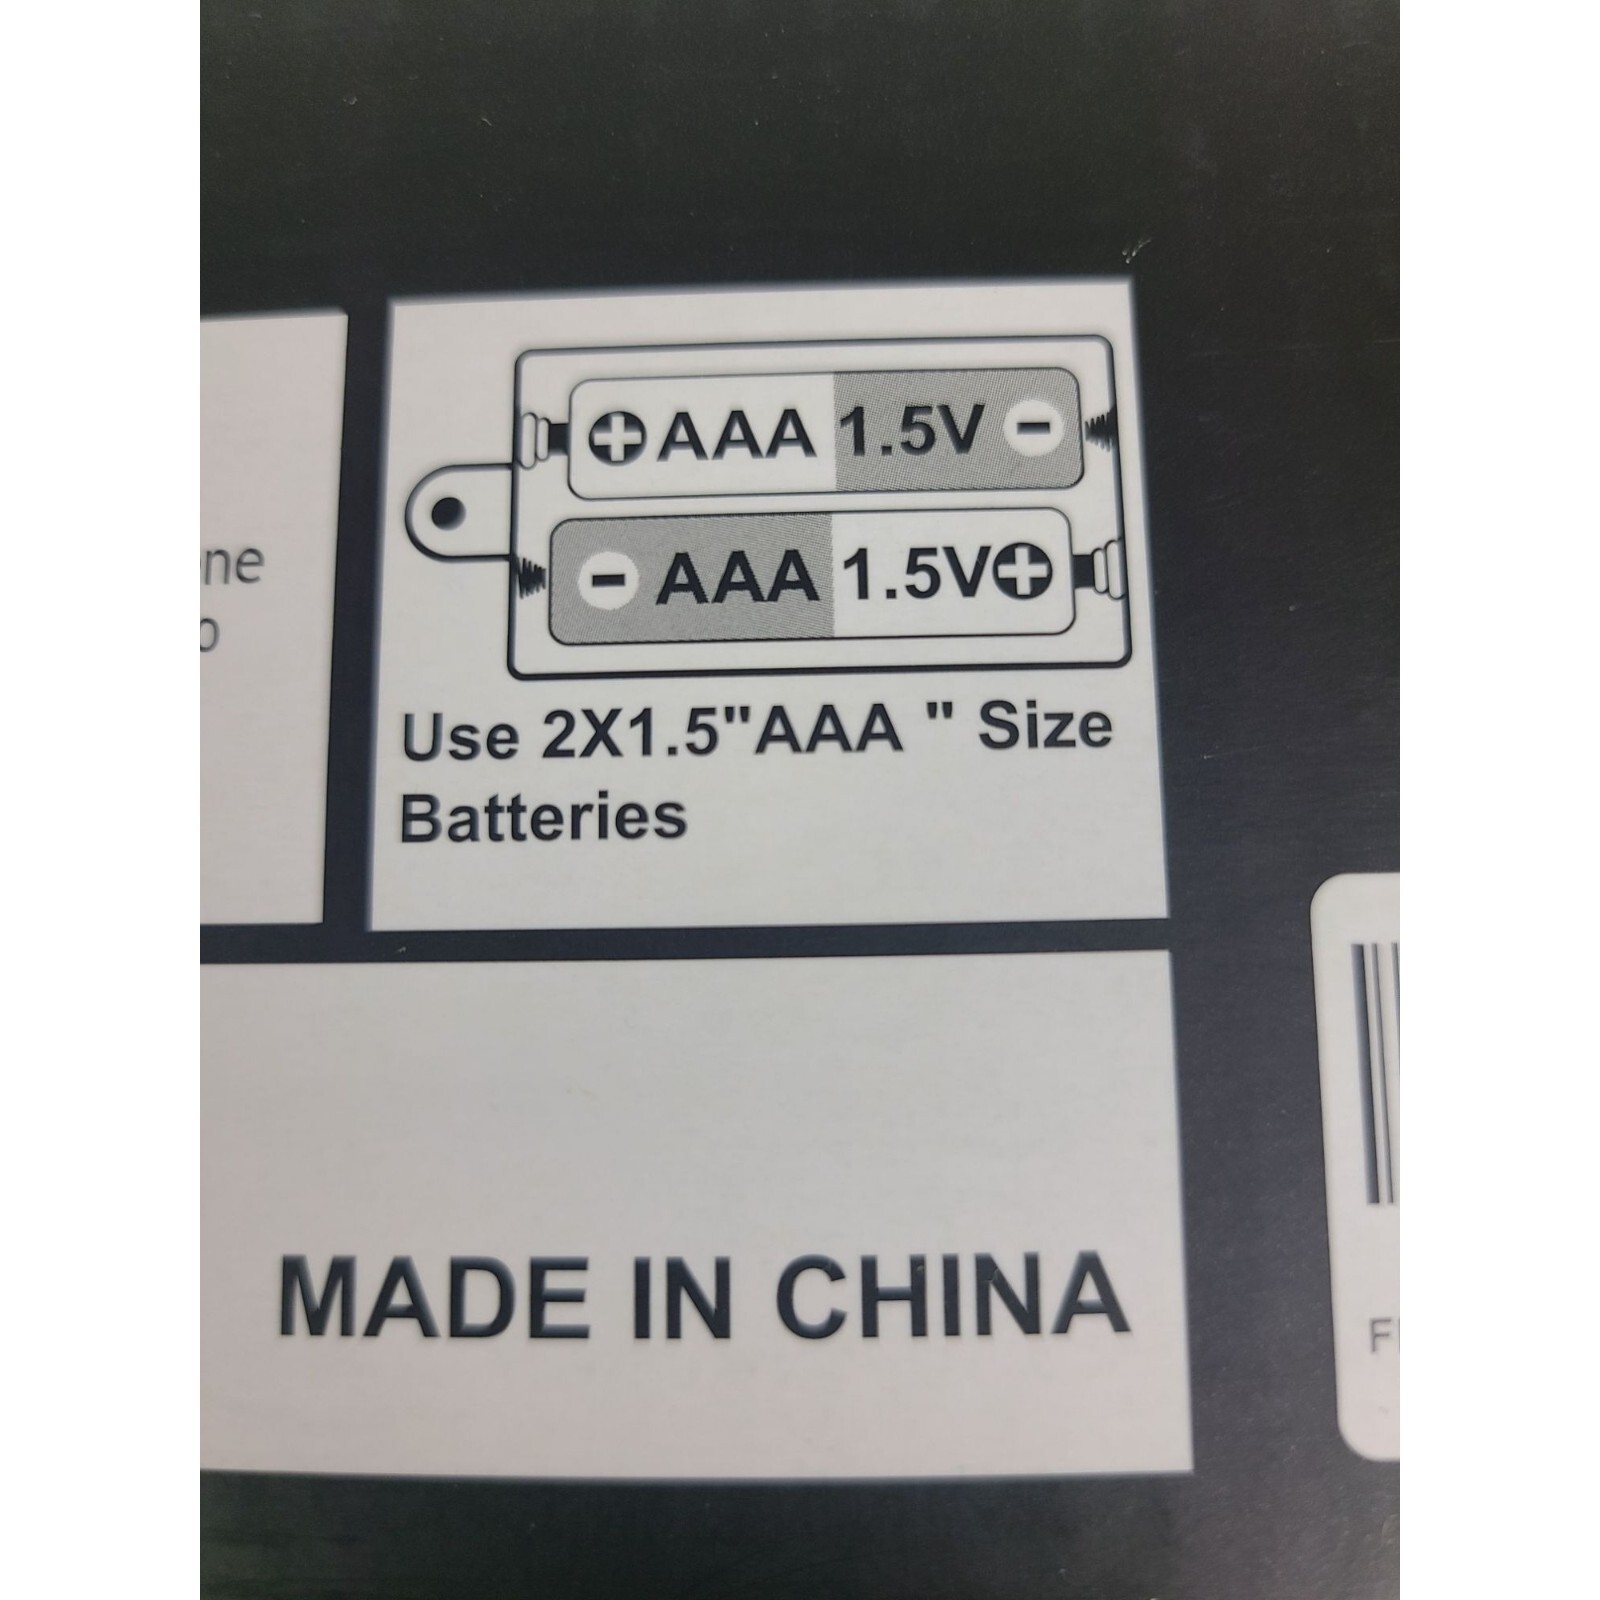 AAA 1.5V
AAA 1.5V
Use 2X1.5"AAA " Size
Batteries
MADE IN CHINA